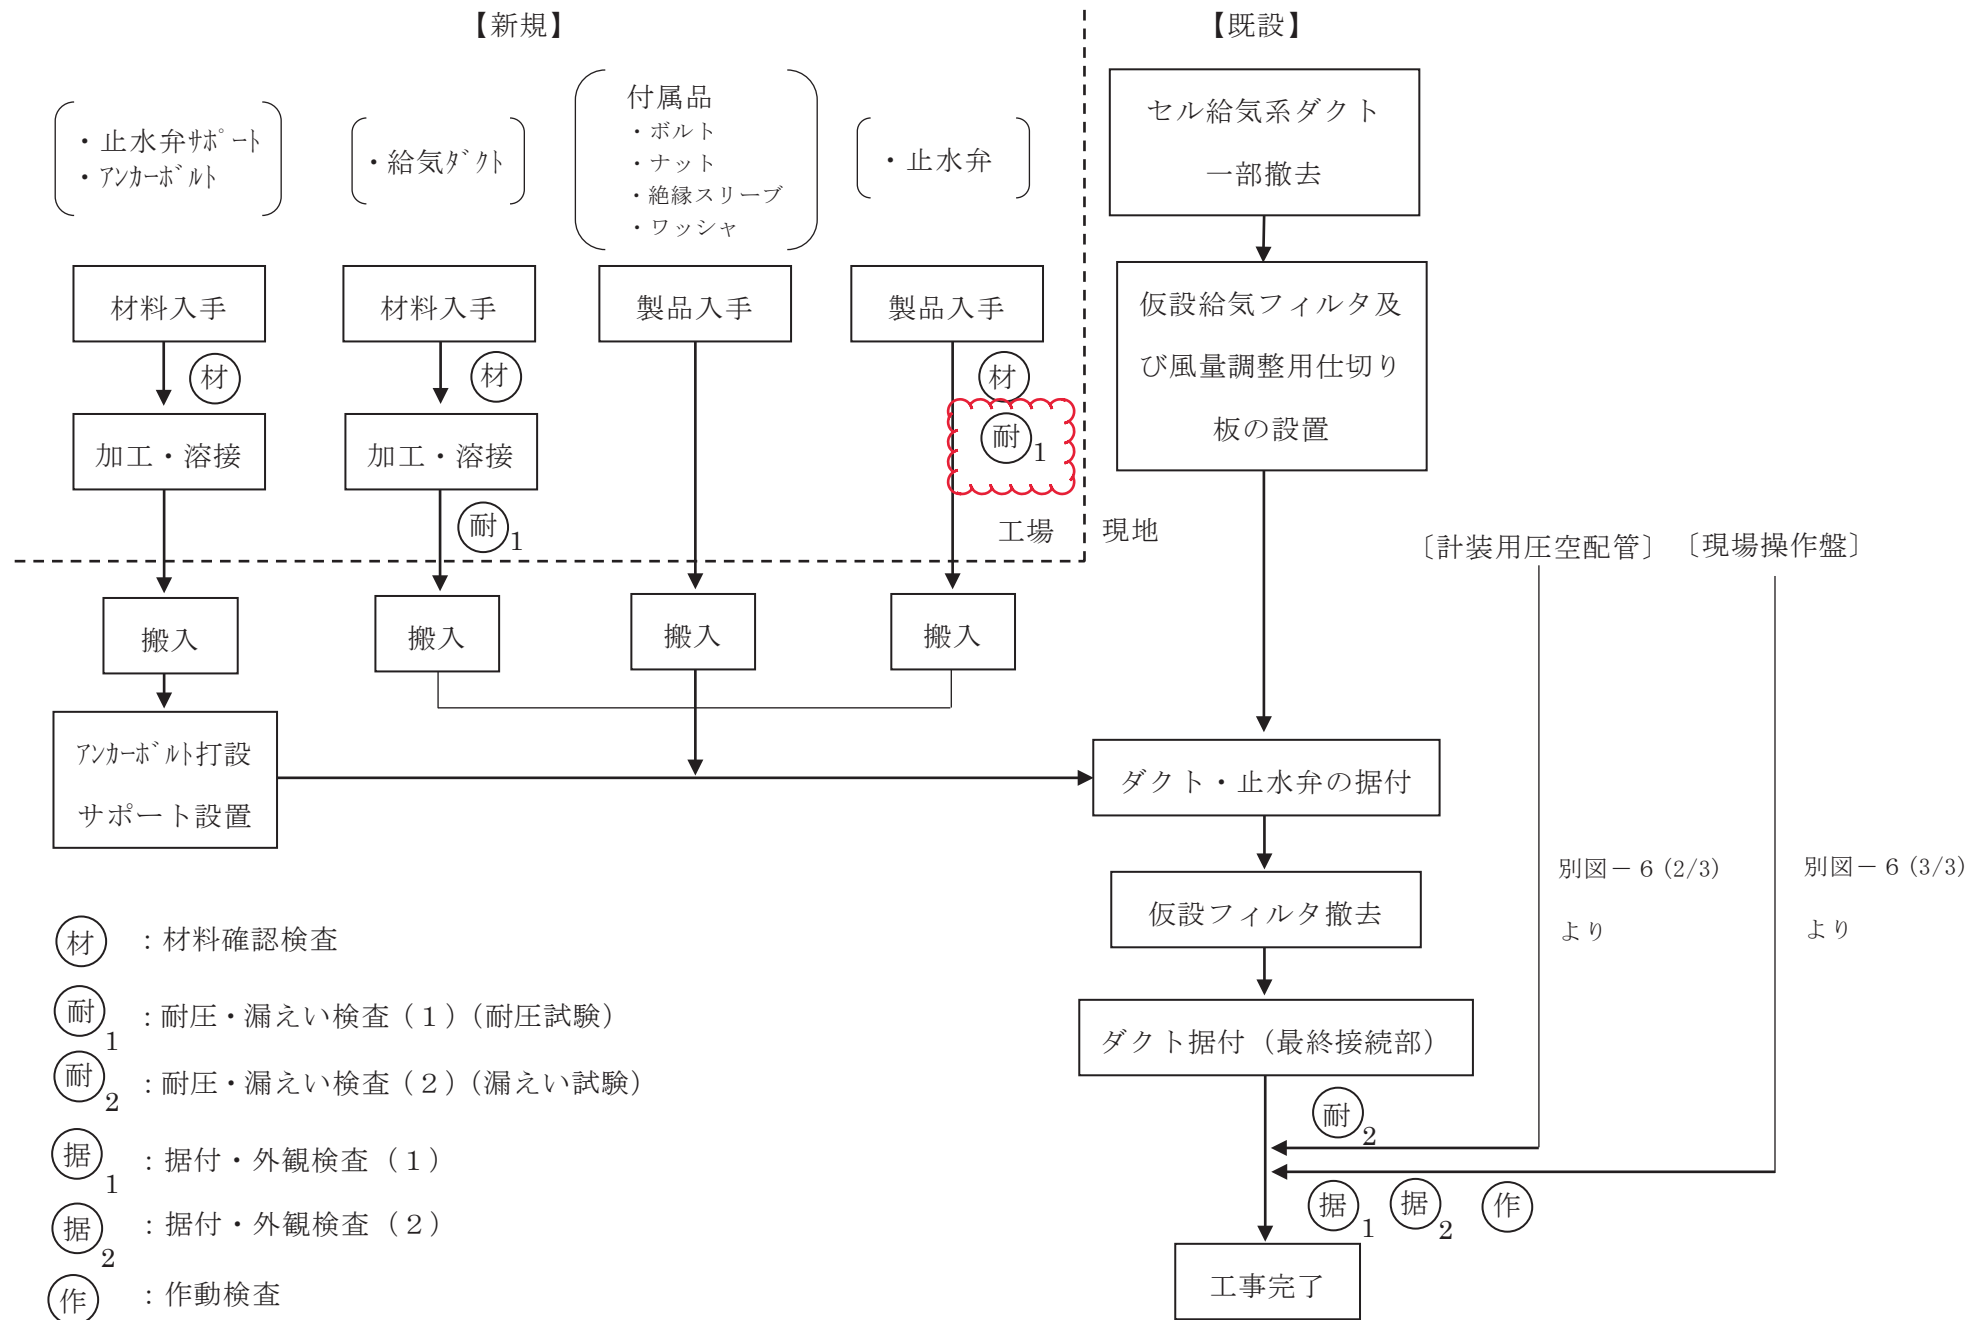 【新規】
【既設】
・止水弁ｻﾎﾟｰﾄ
・ｱﾝｶｰﾎﾞﾙﾄ
・給気ﾀﾞｸﾄ
付属品
・ボルト
・ナット
・絶縁スリーブ
・ワッシャ
・止水弁
セル給気系ダクト
一部撤去
材料入手
材料入手
製品入手
製品入手
仮設給気フィルタ及
び風量調整用仕切り
板の設置
材
材
材
加工・溶接
加工・溶接
耐1
耐1
工場
現地
〔計装用圧空配管〕
〔現場操作盤〕
搬入
搬入
搬入
搬入
ｱﾝｶｰﾎﾞﾙﾄ打設
サポート設置
ダクト・止水弁の据付
別図－６(2/3)
より
別図－６(3/3)
より
仮設フィルタ撤去
ダクト据付（最終接続部）
耐2
据1
据2
作
工事完了
材 ：材料確認検査
耐1 ：耐圧・漏えい検査（１）（耐圧試験）
耐2 ：耐圧・漏えい検査（２）（漏えい試験）
据1 ：据付・外観検査（１）
据2 ：据付・外観検査（２）
作 ：作動検査